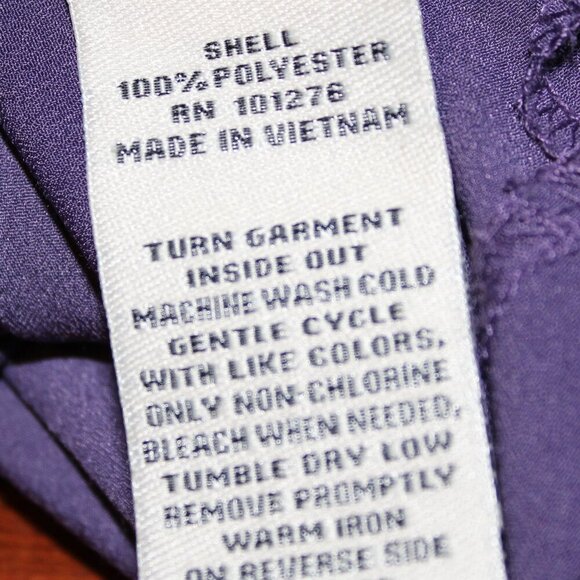 SHELL
100% POLYESTER
RN 101276
MADE IN VIETNAM
TURN GARMENT
INSIDE OUT
MACHINE WASH COLD
GENTLE CYCLE
WITH LIKE COLORS,
ONLY NON-CHLORINE
BLEACH WHEN NEEDED,
TUMBLE DRY LOW
REMOVE PROMPTLY
WARM IRON
ON REVERSE SIDE